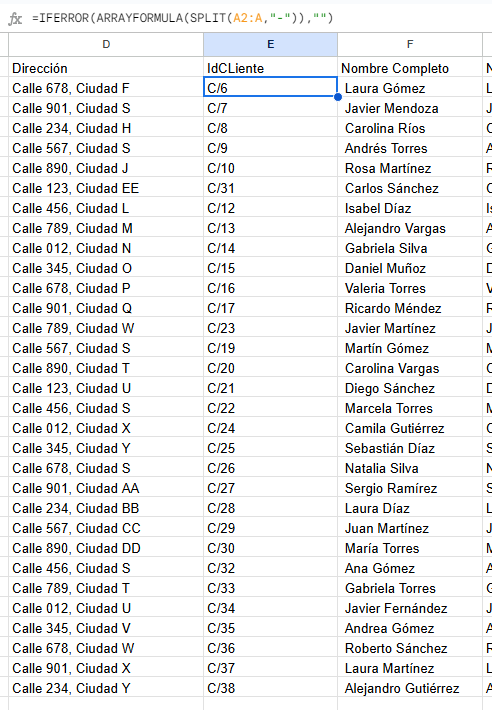 fx =IFERROR(ARRAYFORMULA(SPLIT(A2:A,"-")),"")
D E F
Dirección IdCLiente Nombre Completo N
Calle 678, Ciudad F C/6 Laura Gómez L
Calle 901, Ciudad S C/7 Javier Mendoza J
Calle 234, Ciudad H C/8 Carolina Ríos C
Calle 567, Ciudad S C/9 Andrés Torres A
Calle 890, Ciudad J C/10 Rosa Martínez R
Calle 123, Ciudad EE C/31 Carlos Sánchez C
Calle 456, Ciudad L C/12 Isabel Díaz Is
Calle 789, Ciudad M C/13 Alejandro Vargas A
Calle 012, Ciudad N C/14 Gabriela Silva G
Calle 345, Ciudad O C/15 Daniel Muñoz D
Calle 678, Ciudad P C/16 Valeria Torres V
Calle 901, Ciudad Q C/17 Ricardo Méndez R
Calle 789, Ciudad W C/23 Javier Martínez J
Calle 567, Ciudad S C/19 Martín Gómez M
Calle 890, Ciudad T C/20 Carolina Vargas C
Calle 123, Ciudad U C/21 Diego Sánchez D
Calle 456, Ciudad S C/22 Marcela Torres M
Calle 012, Ciudad X C/24 Camila Gutiérrez C
Calle 345, Ciudad Y C/25 Sebastián Díaz S
Calle 678, Ciudad S C/26 Natalia Silva N
Calle 901, Ciudad AA C/27 Sergio Ramírez S
Calle 234, Ciudad BB C/28 Laura Díaz L
Calle 567, Ciudad CC C/29 Juan Martínez J
Calle 890, Ciudad DD C/30 María Torres M
Calle 456, Ciudad S C/32 Ana Gómez A
Calle 789, Ciudad T C/33 Gabriela Torres G
Calle 012, Ciudad U C/34 Javier Fernández J
Calle 345, Ciudad V C/35 Andrea Gómez A
Calle 678, Ciudad W C/36 Roberto Sánchez R
Calle 901, Ciudad X C/37 Laura Martínez L
Calle 234, Ciudad Y C/38 Alejandro Gutiérrez A